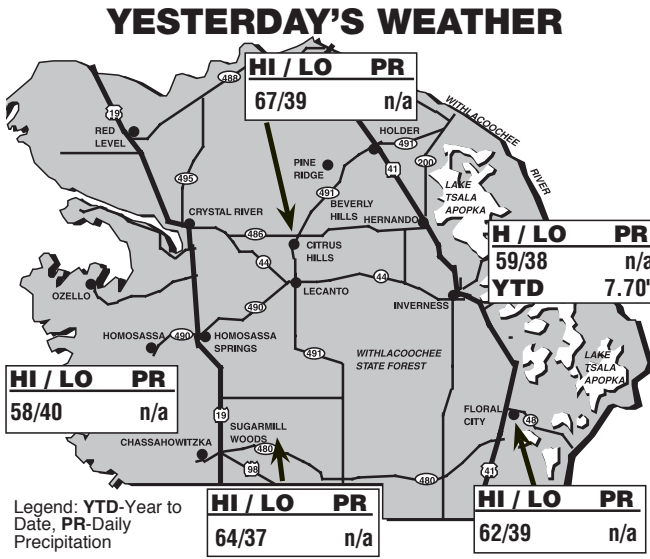 YESTERDAY'S WEATHER
HI / LO PR
67/39 n/a
488
19
RED
LEVEL
HOLDER
491
WITHLACOOCHEE
RIVER
PINE
RIDGE
41
200
495
491
LAKE
TSALA
APOPKA
BEVERLY
HILLS
CRYSTAL RIVER
HERNANDO
486
CITRUS
HILLS
H / LO PR
59/38 n/a
YTD 7.70"
44
44
OZELLO
LECANTO
INVERNESS
490
HOMOSASSA
490
HOMOSASSA
SPRINGS
491
WITHLACOOCHEE
STATE FOREST
LAKE
TSALA
APOPKA
HI / LO PR
58/40 n/a
19
SUGARMILL
WOODS
FLORAL
CITY
48
CHASSAHOWITZKA
480
98
480
41
Legend: YTD-Year to
Date, PR-Daily
Precipitation
HI / LO PR
64/37 n/a
HI / LO PR
62/39 n/a